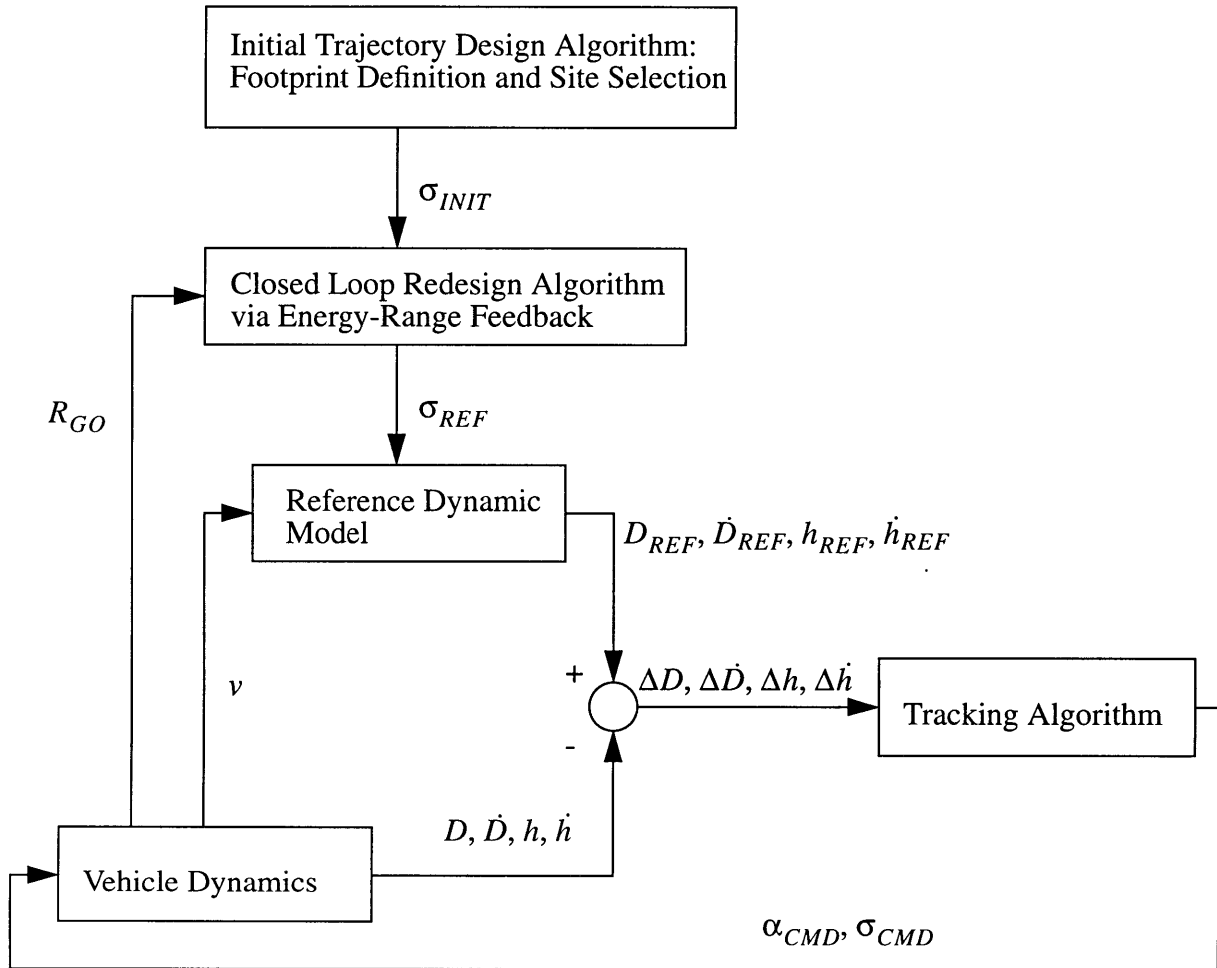 Initial Trajectory Design Algorithm:
Footprint Definition and Site Selection
σ_INIT
Closed Loop Redesign Algorithm
via Energy-Range Feedback
R_GO
σ_REF
Reference Dynamic
Model
D_REF, Ḋ_REF, h_REF, ḣ_REF
v
+
ΔD, ΔḊ, Δh, Δḣ
Tracking Algorithm
-
D, Ḋ, h, ḣ
Vehicle Dynamics
α_CMD, σ_CMD